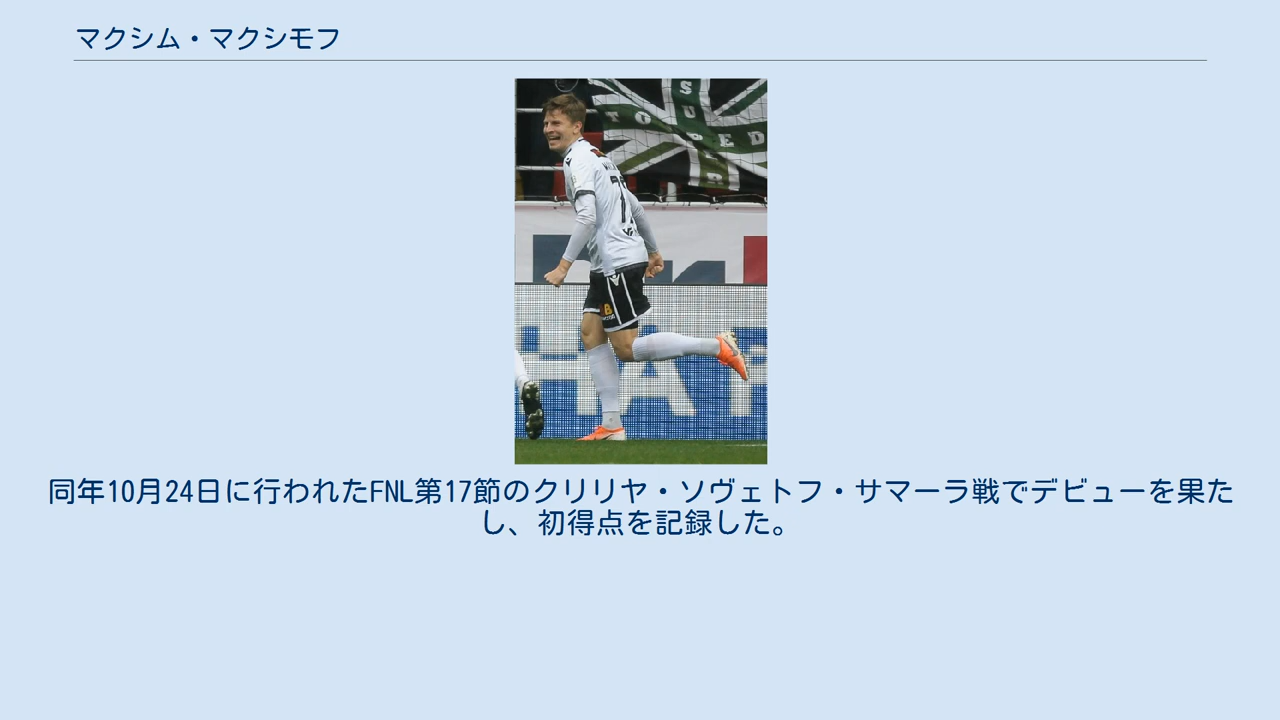 マクシム・マクシモフ
SUPER
TOR ED
同年10月24日に行われたFNL第17節のクリリヤ・ソヴェトフ・サマーラ戦でデビューを果た
し、初得点を記録した。